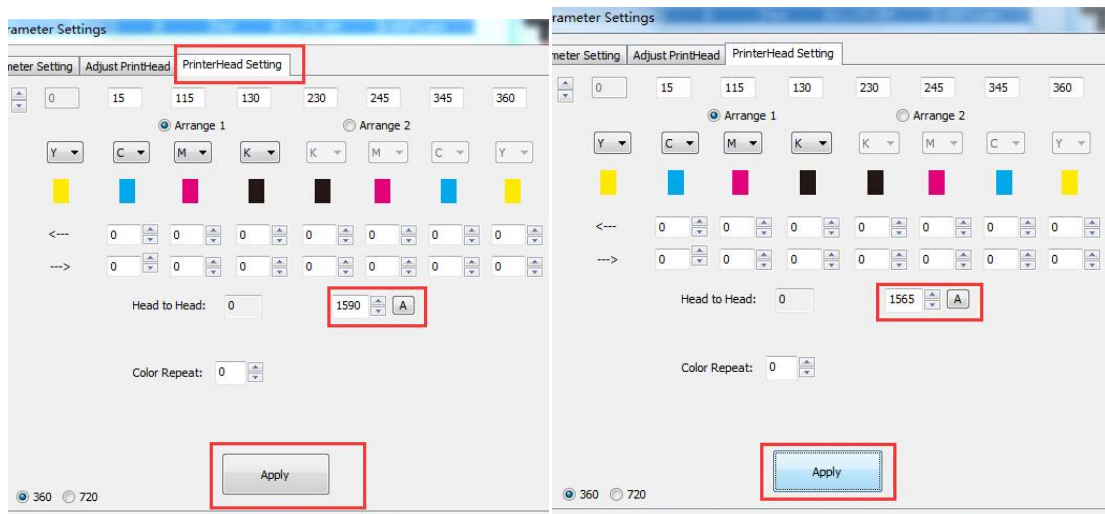 rameter Settings
meter Setting Adjust PrintHead PrinterHead Setting
0 15 115 130 230 245 345 360
Arrange 1 Arrange 2
Y C M K K M C Y
<--- 0 0 0 0 0 0 0
---> 0 0 0 0 0 0 0
Head to Head: 0 1590 A
Color Repeat: 0
Apply
360 720
rameter Settings
meter Setting Adjust PrintHead PrinterHead Setting
0 15 115 130 230 245 345 360
Arrange 1 Arrange 2
Y C M K K M C Y
<--- 0 0 0 0 0 0 0
---> 0 0 0 0 0 0 0
Head to Head: 0 1565 A
Color Repeat: 0
Apply
360 720